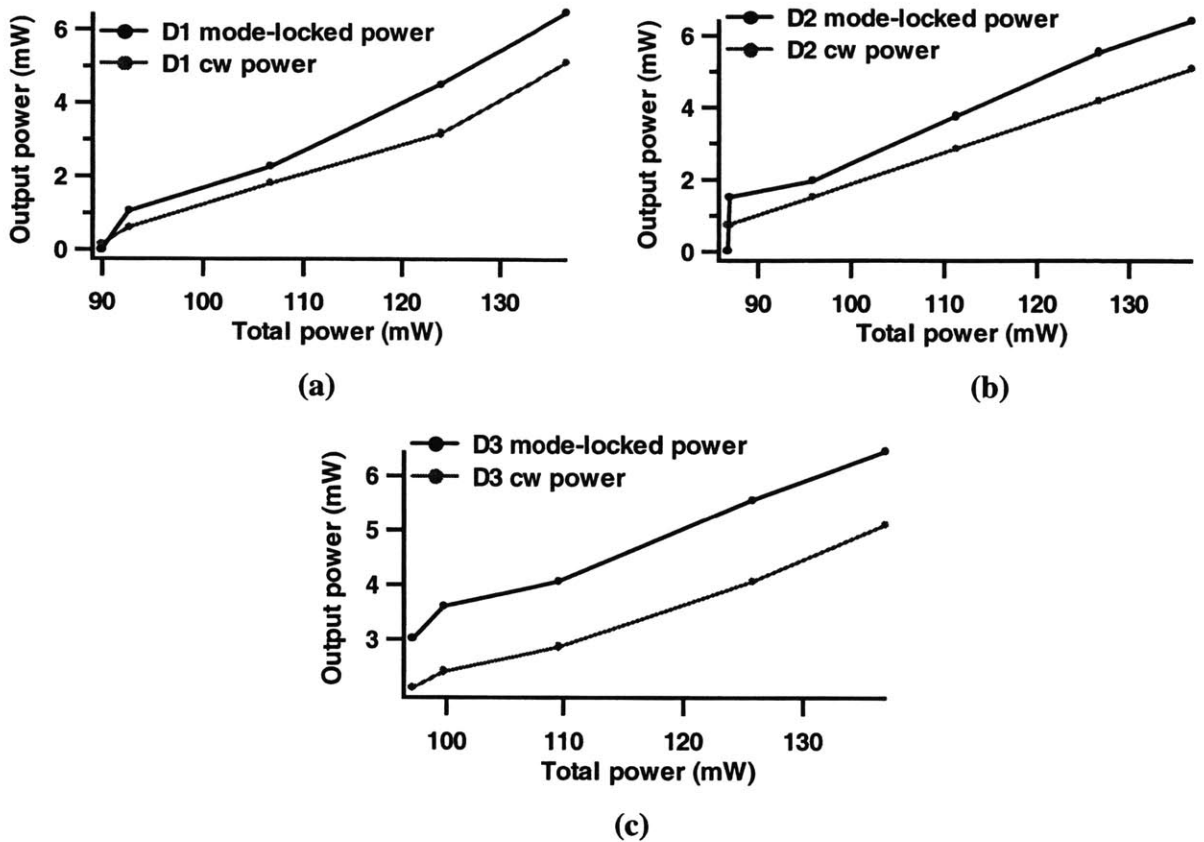 D1 mode-locked power
D1 cw power
Output power (mW)
6
4
2
0
90 100 110 120 130
Total power (mW)
(a)
D2 mode-locked power
D2 cw power
Output power (mW)
6
4
2
0
90 100 110 120 130
Total power (mW)
(b)
D3 mode-locked power
D3 cw power
Output power (mW)
6
5
4
3
100 110 120 130
Total power (mW)
(c)